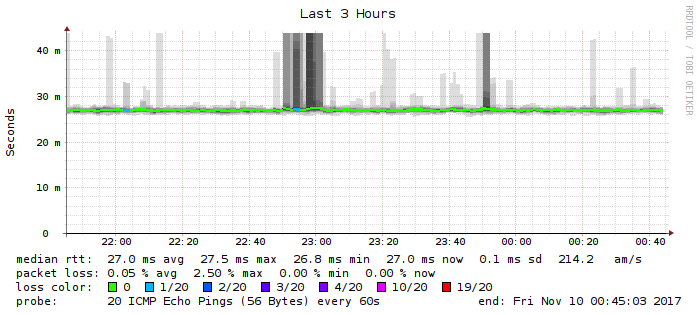 Last 3 Hours
RRDTOOL / TOBI OETIKER
Seconds
40 m
30 m
20 m
10 m
0
22:00 22:20 22:40 23:00 23:20 23:40 00:00 00:20 00:40
median rtt: 27.0 ms avg 27.5 ms max 26.8 ms min 27.0 ms now 0.1 ms sd 214.2 am/s
packet loss: 0.05 % avg 2.50 % max 0.00 % min 0.00 % now
loss color: 0 1/20 2/20 3/20 4/20 10/20 19/20
probe: 20 ICMP Echo Pings (56 Bytes) every 60s end: Fri Nov 10 00:45:03 2017